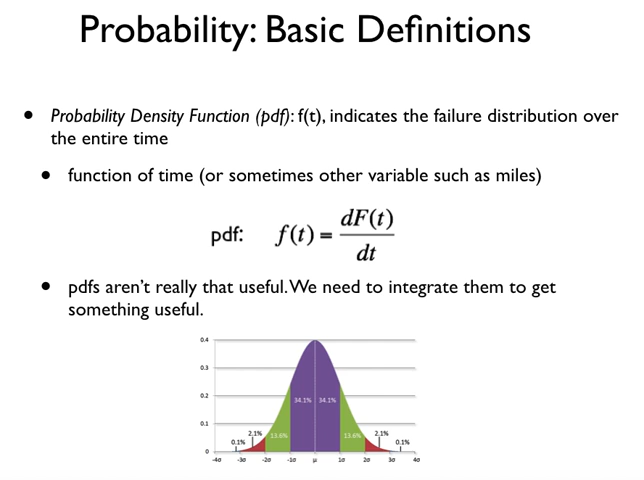 Probability: Basic Definitions
• Probability Density Function (pdf): f(t), indicates the failure distribution over
the entire time
• function of time (or sometimes other variable such as miles)
pdf: f(t) = dF(t)/dt
• pdfs aren't really that useful. We need to integrate them to get
something useful.
0.4
0.3
0.2
34.1% 34.1%
0.1
0.1% 2.1% 13.6% 13.6% 2.1% 0.1%
0
-4σ -3σ -2σ -1σ μ 1σ 2σ 3σ 4σ